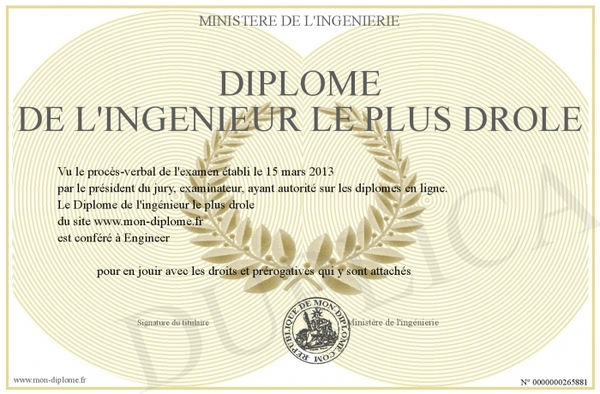 MINISTERE DE L'INGENIERIE
DIPLOME
DE L'INGENIEUR LE PLUS DROLE
Vu le procès-verbal de l'examen établi le 15 mars 2013
par le président du jury, examinateur, ayant autorité sur les diplomes en ligne.
Le Diplome de l'ingénieur le plus drole
du site www.mon-diplome.fr
est conféré à Engineer
pour en jouir avec les droits et prérogatives qui y sont attachés
DUPLICA
Signature du titulaire
REPUBLIQUE DE MON DIPLOME.COM
Ministère de l'ingénierie
www.mon-diplome.fr
N° 0000000265881